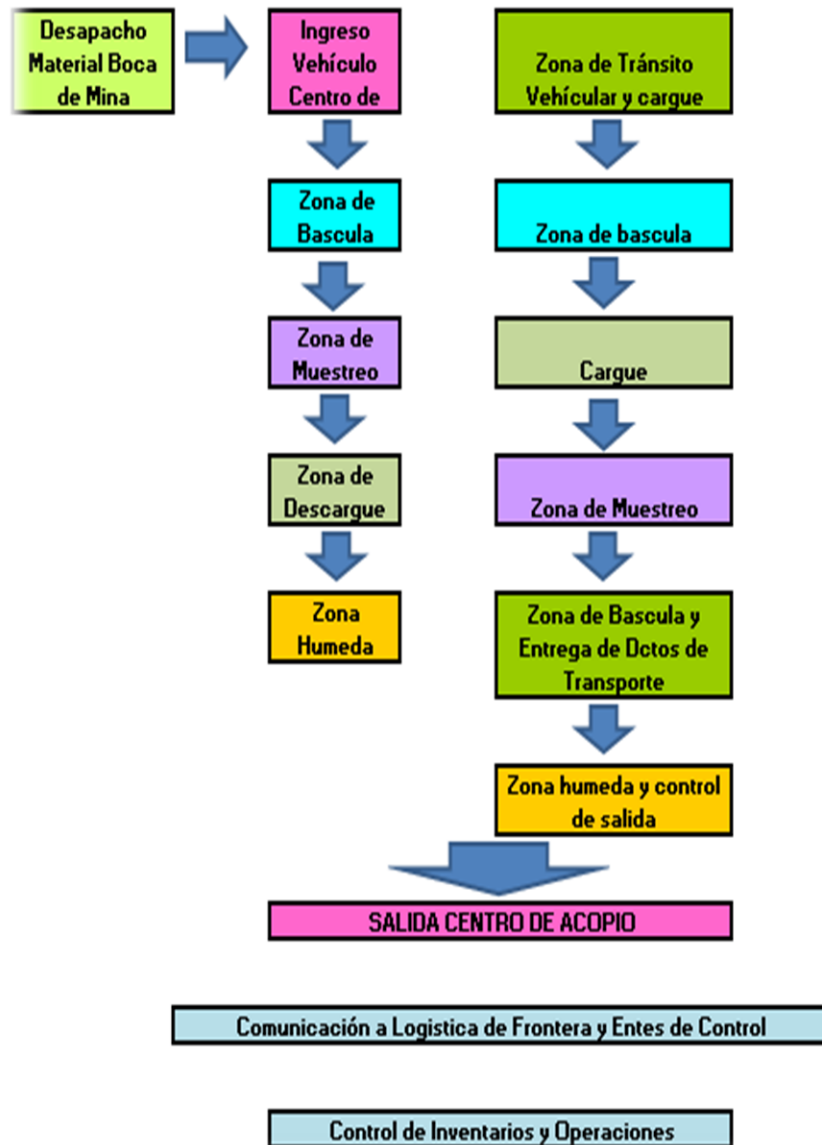 Desapacho
Material Boca
de Mina
Ingreso
Vehículo
Centro de
Zona de
Bascula
Zona de
Muestreo
Zona de
Descargue
Zona
Humeda
Zona de Tránsito
Vehícular y cargue
Zona de bascula
Cargue
Zona de Muestreo
Zona de Bascula y
Entrega de Dctos de
Transporte
Zona humeda y control
de salida
SALIDA CENTRO DE ACOPIO
Comunicación a Logistica de Frontera y Entes de Control
Control de Inventarios y Operaciones